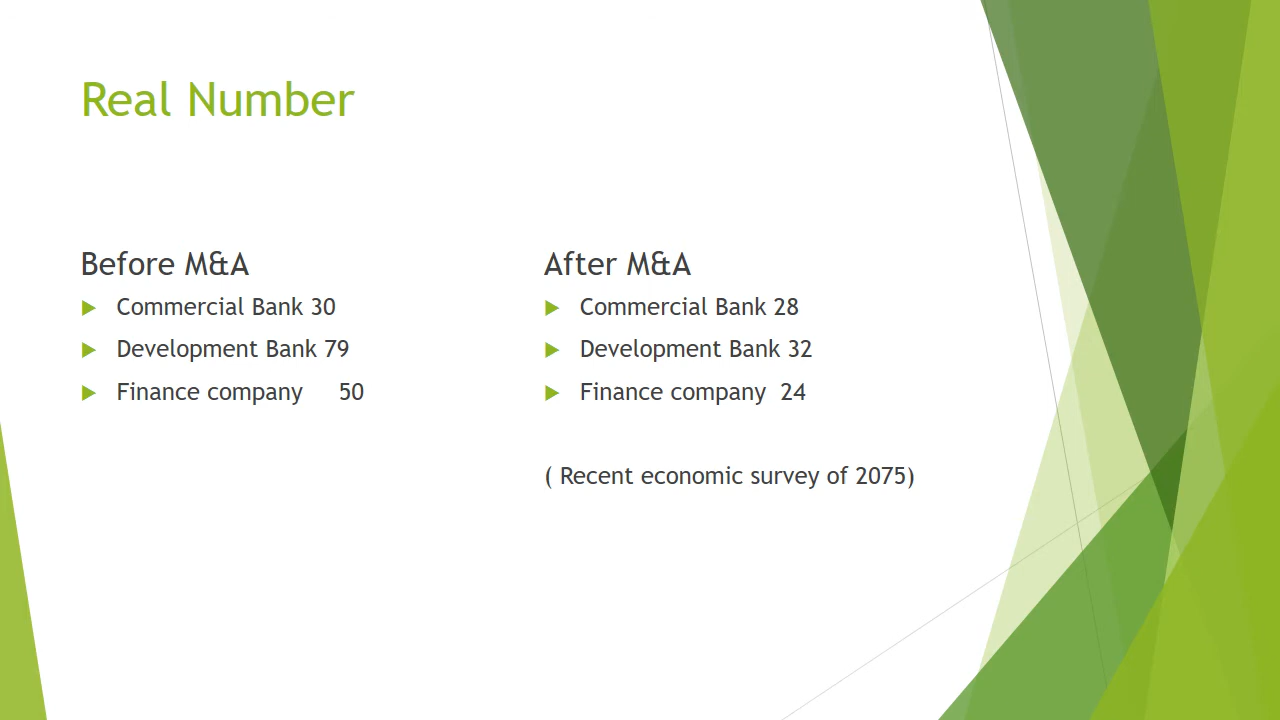 Real Number
Before M&A
Commercial Bank 30
Development Bank 79
Finance company 50
After M&A
Commercial Bank 28
Development Bank 32
Finance company 24
( Recent economic survey of 2075)